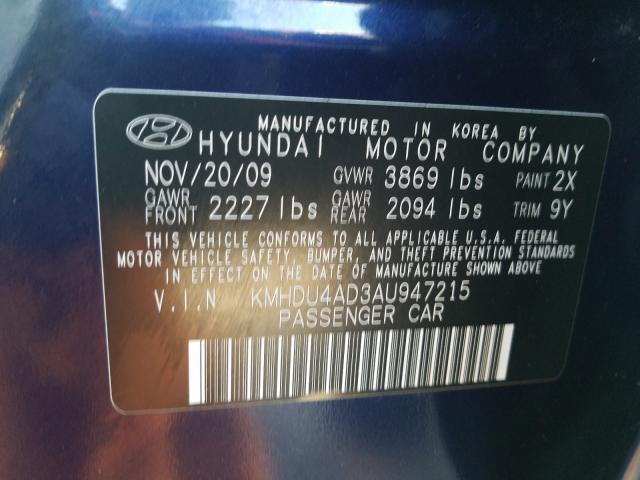 MANUFACTURED IN KOREA BY
HYUNDAI MOTOR COMPANY
NOV/20/09 GVWR 3869 lbs PAINT 2X
GAWR FRONT 2227 lbs GAWR REAR 2094 lbs TRIM 9Y
THIS VEHICLE CONFORMS TO ALL APPLICABLE U.S.A. FEDERAL
MOTOR VEHICLE SAFETY, BUMPER, AND THEFT PREVENTION STANDARDS
IN EFFECT ON THE DATE OF MANUFACTURE SHOWN ABOVE
V.I.N KMHDU4AD3AU947215
PASSENGER CAR